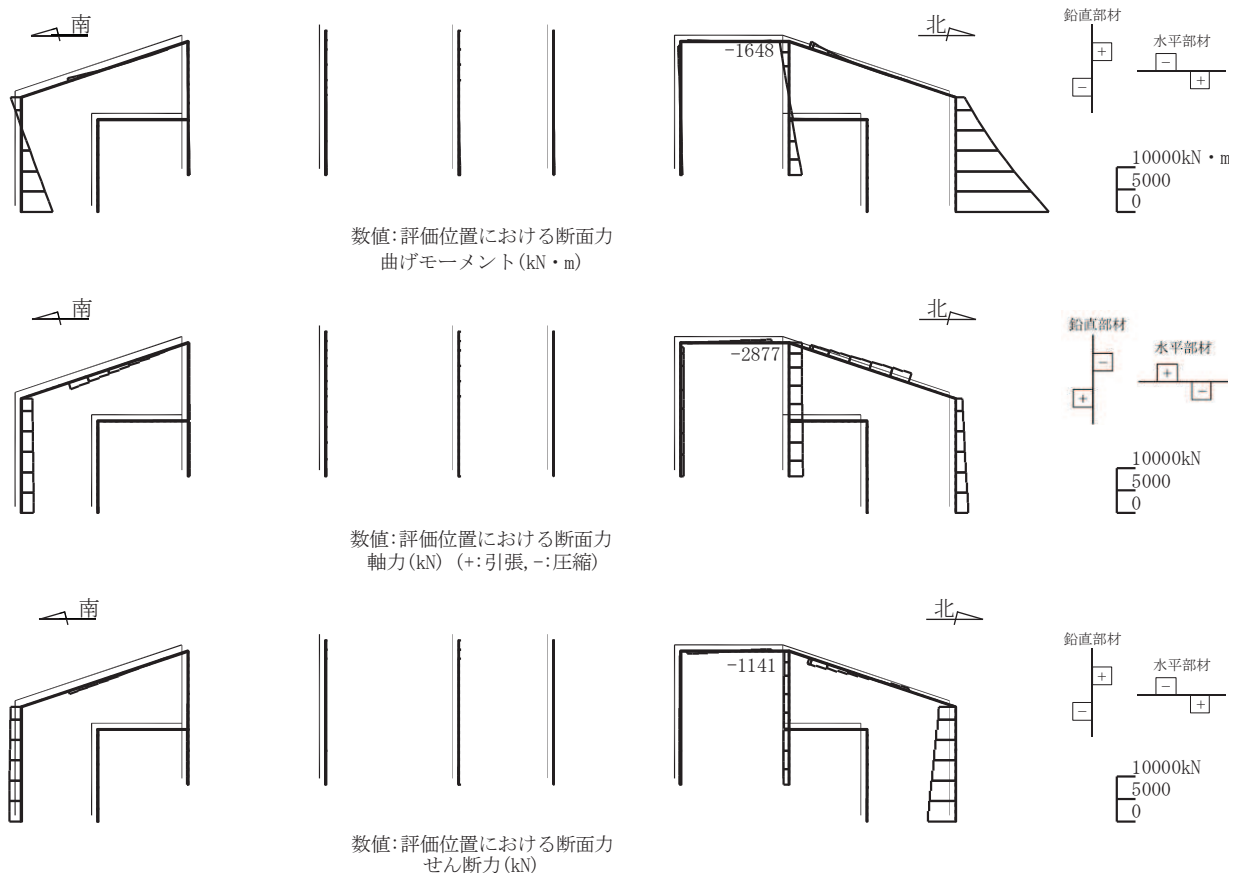 南
北
鉛直部材
水平部材
+
−
−
+
-1648
10000kN・m
5000
0
数値:評価位置における断面力
曲げモーメント(kN・m)
南
北
鉛直部材
水平部材
−
+
+
−
-2877
10000kN
5000
0
数値:評価位置における断面力
軸力(kN) (+:引張,-:圧縮)
南
北
鉛直部材
水平部材
+
−
−
+
-1141
10000kN
5000
0
数値:評価位置における断面力
せん断力(kN)